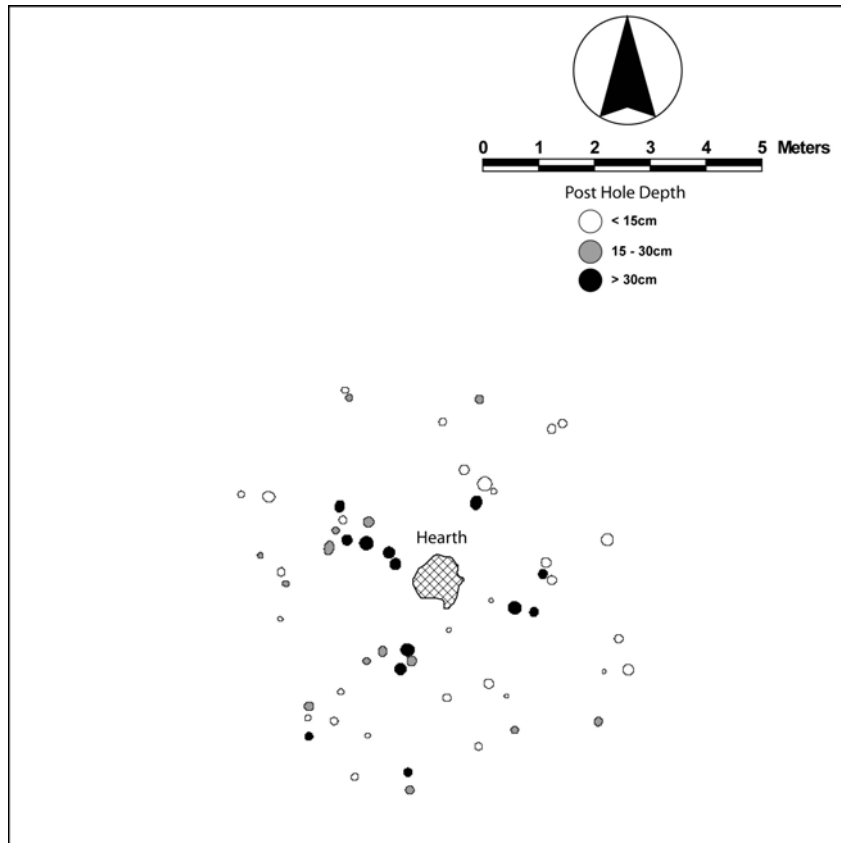 0 1 2 3 4 5 Meters
Post Hole Depth
< 15cm
15 - 30cm
> 30cm
Hearth